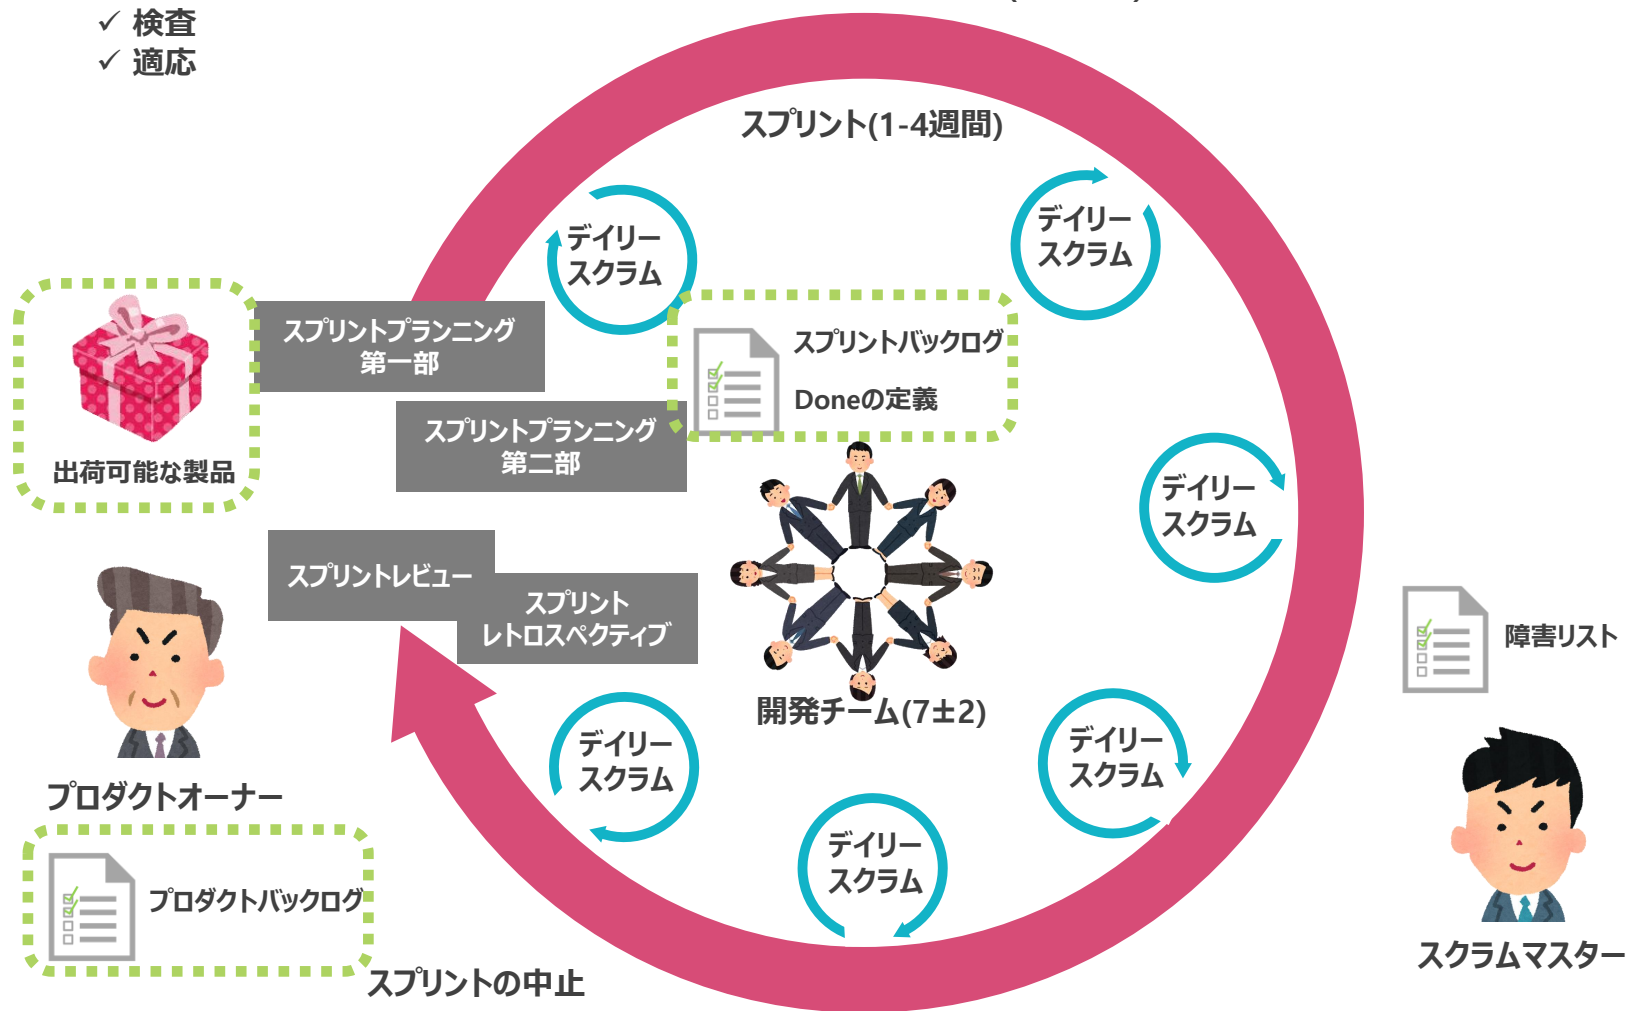 ✓ 検査
✓ 適応
スプリント(1-4週間)
デイリー
スクラム
デイリー
スクラム
スプリントプランニング
第一部
スプリントバックログ
Doneの定義
スプリントプランニング
第二部
出荷可能な製品
デイリー
スクラム
スプリントレビュー
スプリント
レトロスペクティブ
障害リスト
開発チーム(7±2)
デイリー
スクラム
デイリー
スクラム
プロダクトオーナー
デイリー
スクラム
プロダクトバックログ
スプリントの中止
スクラムマスター